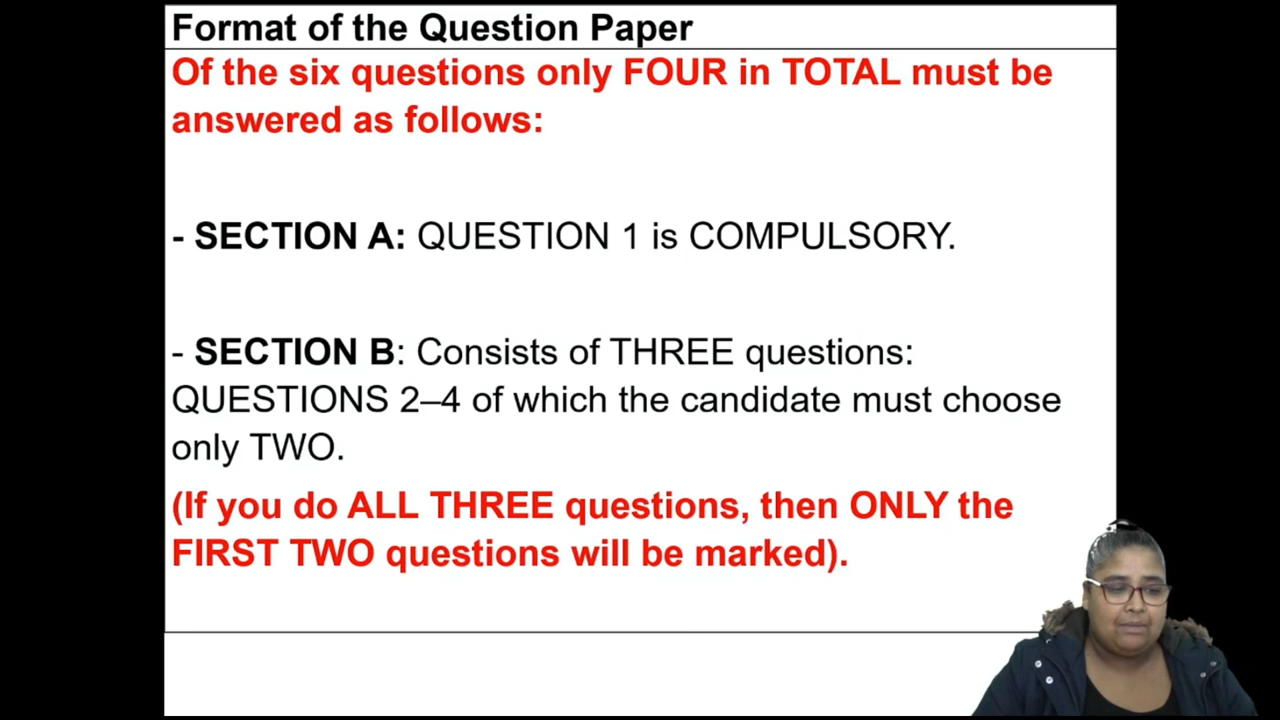 Format of the Question Paper
Of the six questions only FOUR in TOTAL must be
answered as follows:
- SECTION A: QUESTION 1 is COMPULSORY.
- SECTION B: Consists of THREE questions:
QUESTIONS 2–4 of which the candidate must choose
only TWO.
(If you do ALL THREE questions, then ONLY the
FIRST TWO questions will be marked).